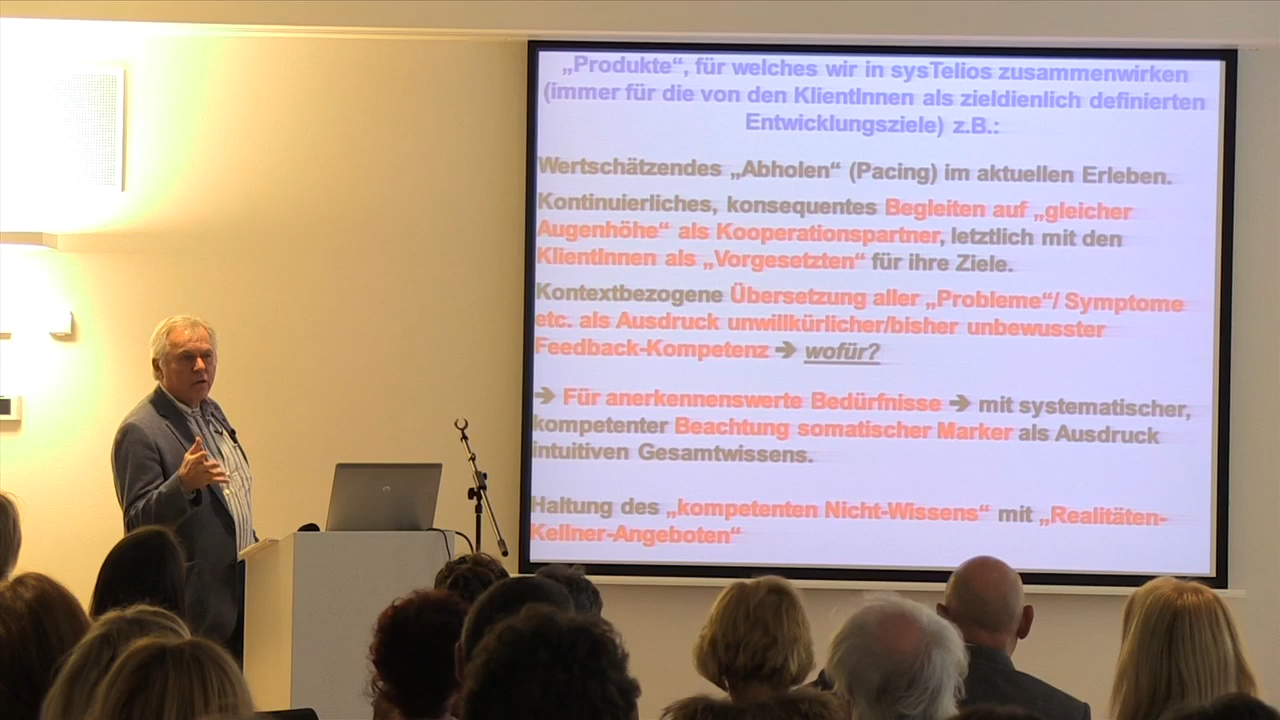 „Produkte“, für welches wir in sysTelios zusammenwirken
(immer für die von den KlientInnen als zieldienlich definierten
Entwicklungsziele) z.B.:
Wertschätzendes „Abholen“ (Pacing) im aktuellen Erleben.
Kontinuierliches, konsequentes Begleiten auf „gleicher
Augenhöhe“ als Kooperationspartner, letztlich mit den
KlientInnen als „Vorgesetzten“ für ihre Ziele.
Kontextbezogene Übersetzung aller „Probleme“/ Symptome
etc. als Ausdruck unwillkürlicher/bisher unbewusster
Feedback-Kompetenz ➔ wofür?
➔ Für anerkennenswerte Bedürfnisse ➔ mit systematischer,
kompetenter Beachtung somatischer Marker als Ausdruck
intuitiven Gesamtwissens.
Haltung des „kompetenten Nicht-Wissens“ mit „Realitäten-
Kellner-Angeboten“